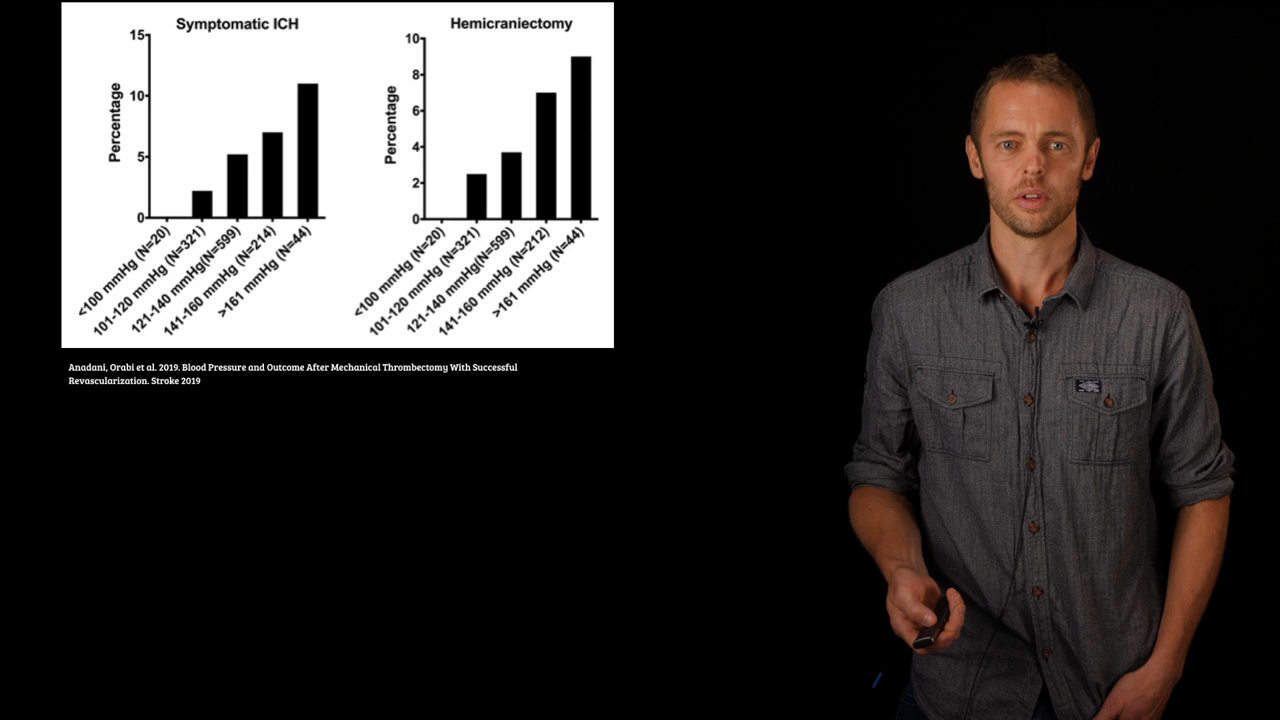 Symptomatic ICH
15
10
5
0
Percentage
<100 mmHg (N=20)
101-120 mmHg (N=321)
121-140 mmHg(N=599)
141-160 mmHg (N=214)
>161 mmHg (N=44)
Hemicraniectomy
10
8
6
4
2
0
Percentage
<100 mmHg (N=20)
101-120 mmHg (N=321)
121-140 mmHg(N=599)
141-160 mmHg (N=212)
>161 mmHg (N=44)
Anadani, Orabi et al. 2019. Blood Pressure and Outcome After Mechanical Thrombectomy With Successful
Revascularization. Stroke 2019